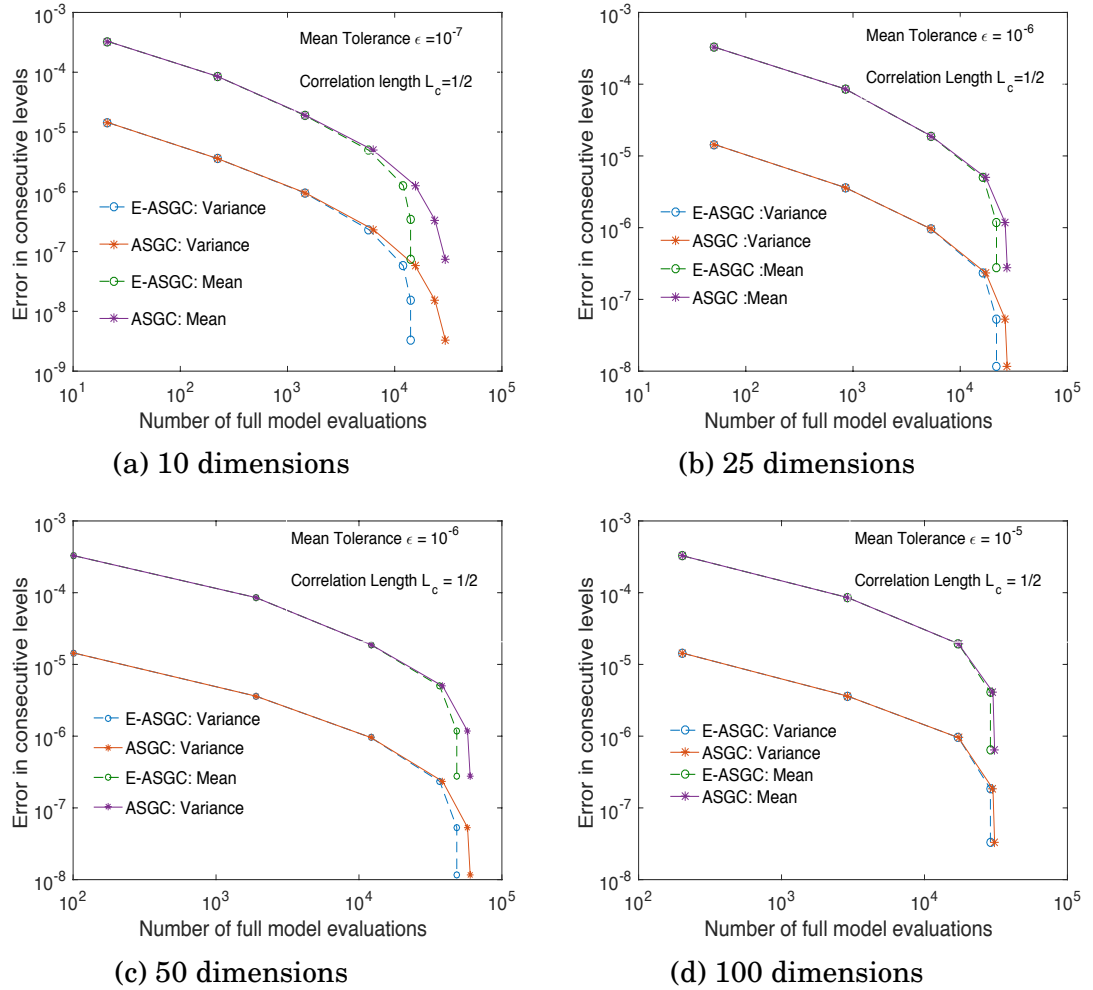 Mean Tolerance ϵ =10^-7
Correlation length L_c=1/2
Error in consecutive levels
10^-3
10^-4
10^-5
10^-6
10^-7
10^-8
10^-9
E-ASGC: Variance
ASGC: Variance
E-ASGC: Mean
ASGC: Mean
10^1 10^2 10^3 10^4 10^5
Number of full model evaluations
(a) 10 dimensions
Mean Tolerance ϵ =10^-6
Correlation Length L_c=1/2
Error in consecutive levels
10^-3
10^-4
10^-5
10^-6
10^-7
10^-8
E-ASGC :Variance
ASGC :Variance
E-ASGC :Mean
ASGC :Mean
10^1 10^2 10^3 10^4 10^5
Number of full model evaluations
(b) 25 dimensions
Mean Tolerance ϵ = 10^-6
Correlation Length L_c = 1/2
Error in consecutive levels
10^-3
10^-4
10^-5
10^-6
10^-7
10^-8
E-ASGC: Variance
ASGC: Variance
E-ASGC: Mean
ASGC: Variance
10^2 10^3 10^4 10^5
Number of full model evaluations
(c) 50 dimensions
Mean Tolerance ϵ = 10^-5
Correlation Length L_c = 1/2
Error in consecutive levels
10^-3
10^-4
10^-5
10^-6
10^-7
10^-8
E-ASGC: Variance
ASGC: Variance
E-ASGC: Mean
ASGC: Mean
10^2 10^3 10^4 10^5
Number of full model evaluations
(d) 100 dimensions